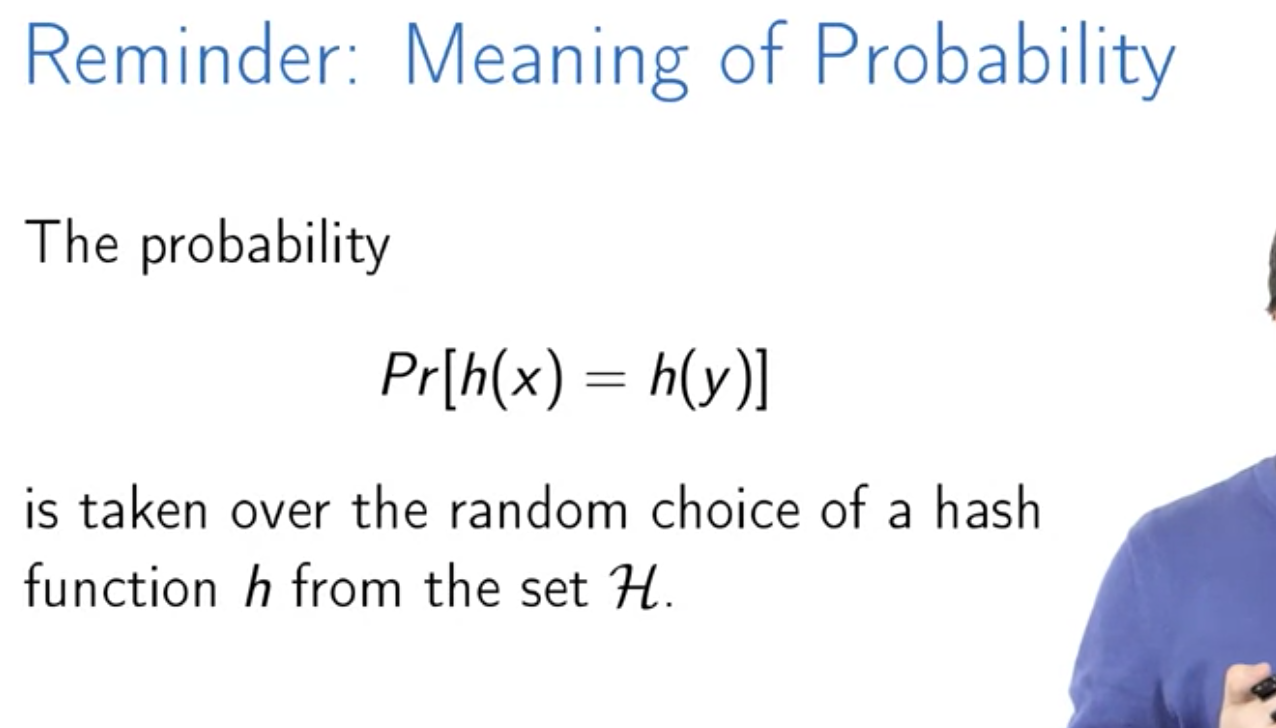 Reminder: Meaning of Probability
The probability
Pr[h(x) = h(y)]
is taken over the random choice of a hash
function h from the set ℋ.